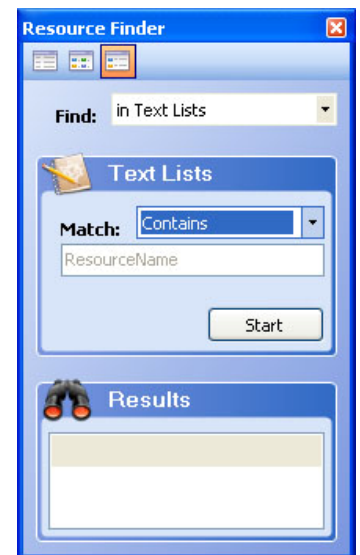 Resource Finder
Find: in Text Lists
Text Lists
Match: Contains
ResourceName
Start
Results